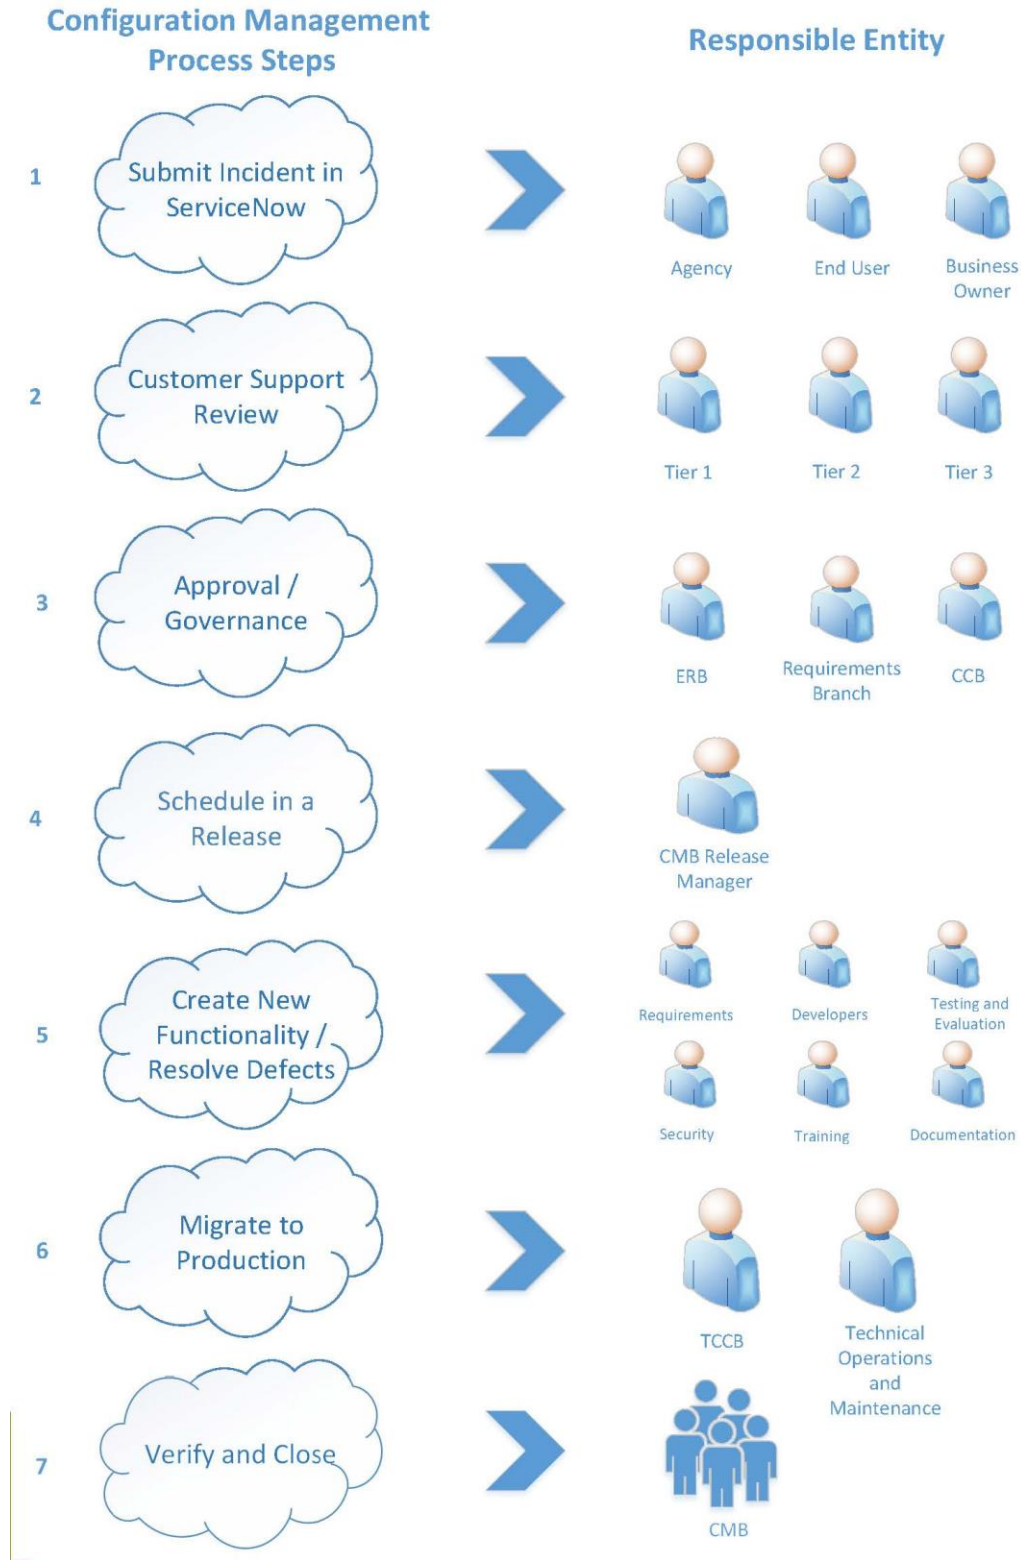 Configuration Management
Process Steps
Responsible Entity
1
Submit Incident in
ServiceNow
Agency
End User
Business
Owner
2
Customer Support
Review
Tier 1
Tier 2
Tier 3
3
Approval /
Governance
ERB
Requirements
Branch
CCB
4
Schedule in a
Release
CMB Release
Manager
5
Create New
Functionality /
Resolve Defects
Requirements
Developers
Testing and
Evaluation
Security
Training
Documentation
6
Migrate to
Production
TCCB
Technical
Operations
and
Maintenance
7
Verify and Close
CMB